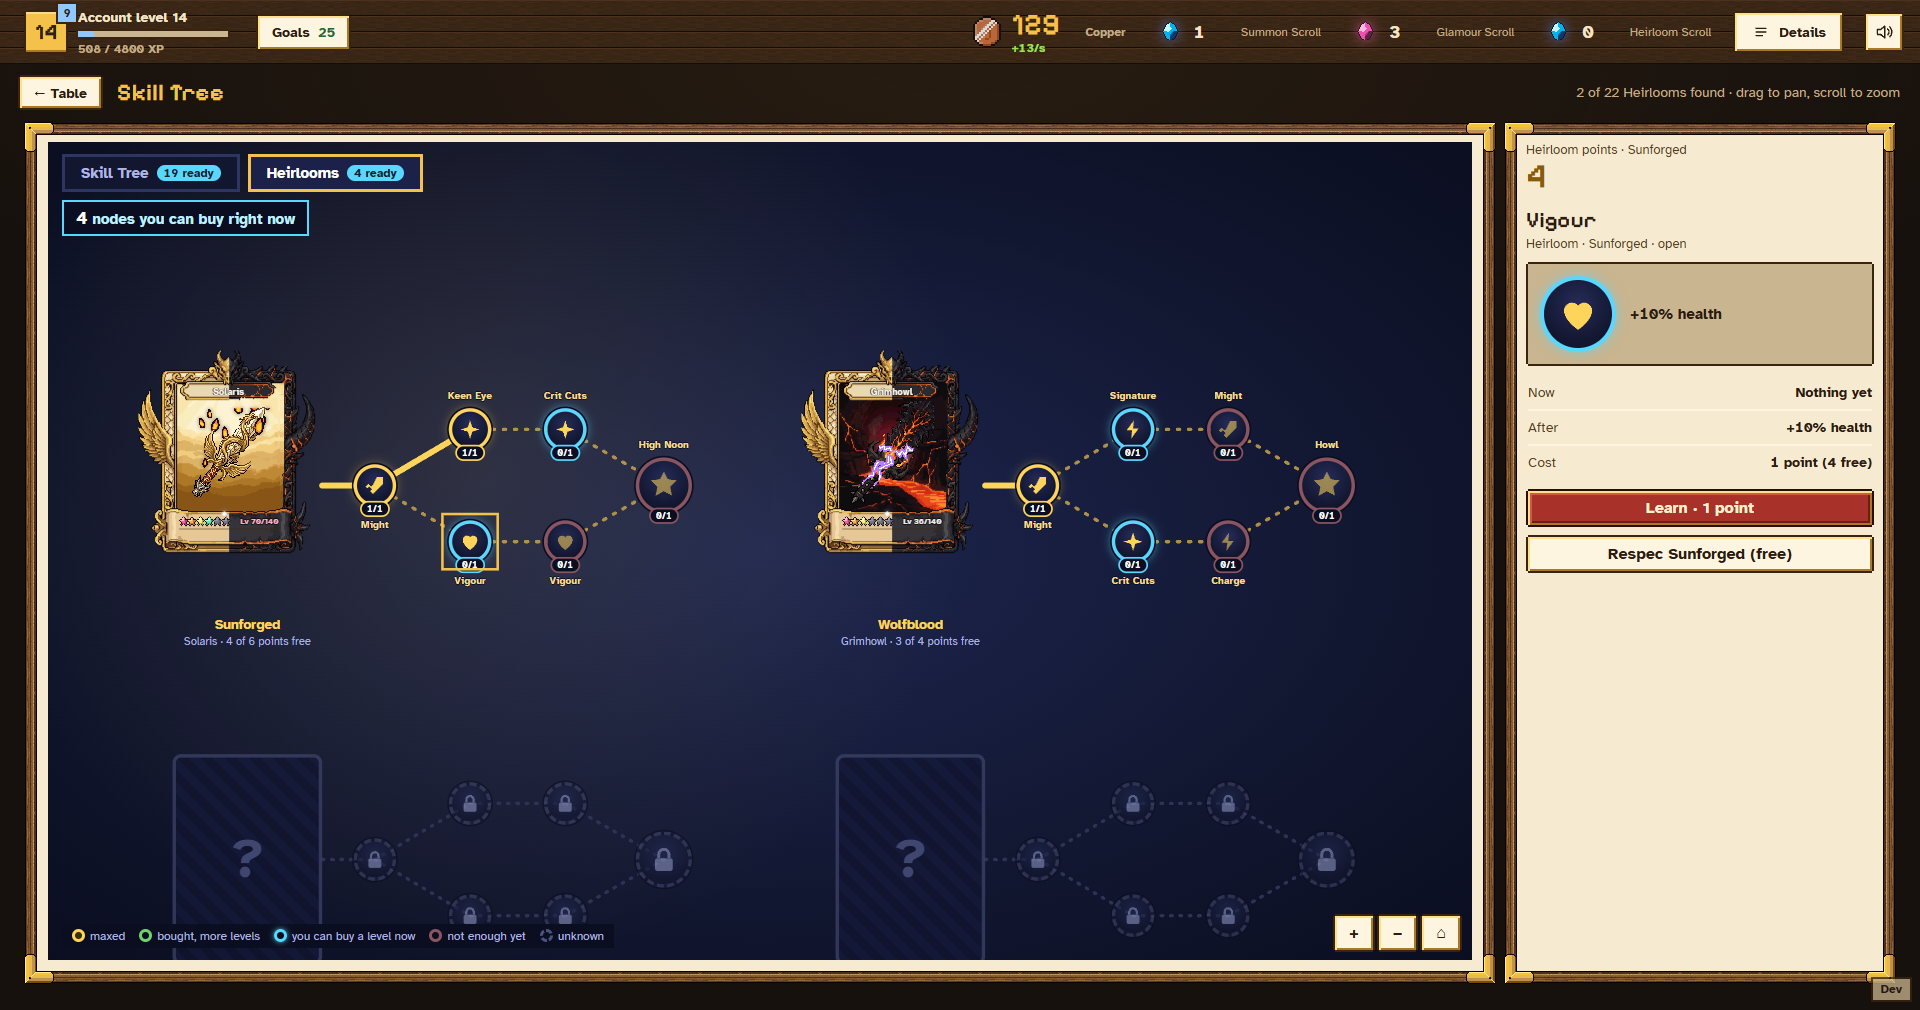 14
9
Account level 14
508 / 4800 XP
Goals 25
129
+13/s
Copper
1
Summon Scroll
3
Glamour Scroll
0
Heirloom Scroll
Details
← Table
Skill Tree
2 of 22 Heirlooms found · drag to pan, scroll to zoom
Skill Tree 19 ready
Heirlooms 4 ready
4 nodes you can buy right now
Solaris
Lv 70/140
Might
1/1
Keen Eye
1/1
Crit Cuts
0/1
High Noon
0/1
0/1
Vigour
0/1
Vigour
Sunforged
Solaris · 4 of 6 points free
Grimhowl
Lv 36/140
1/1
Might
Signature
0/1
Might
0/1
Howl
0/1
0/1
Crit Cuts
0/1
Charge
Wolfblood
Grimhowl · 3 of 4 points free
?
?
maxed
bought, more levels
you can buy a level now
not enough yet
unknown
+
−
⌂
Heirloom points · Sunforged
4
Vigour
Heirloom · Sunforged · open
+10% health
Now Nothing yet
After +10% health
Cost 1 point (4 free)
Learn · 1 point
Respec Sunforged (free)
Dev